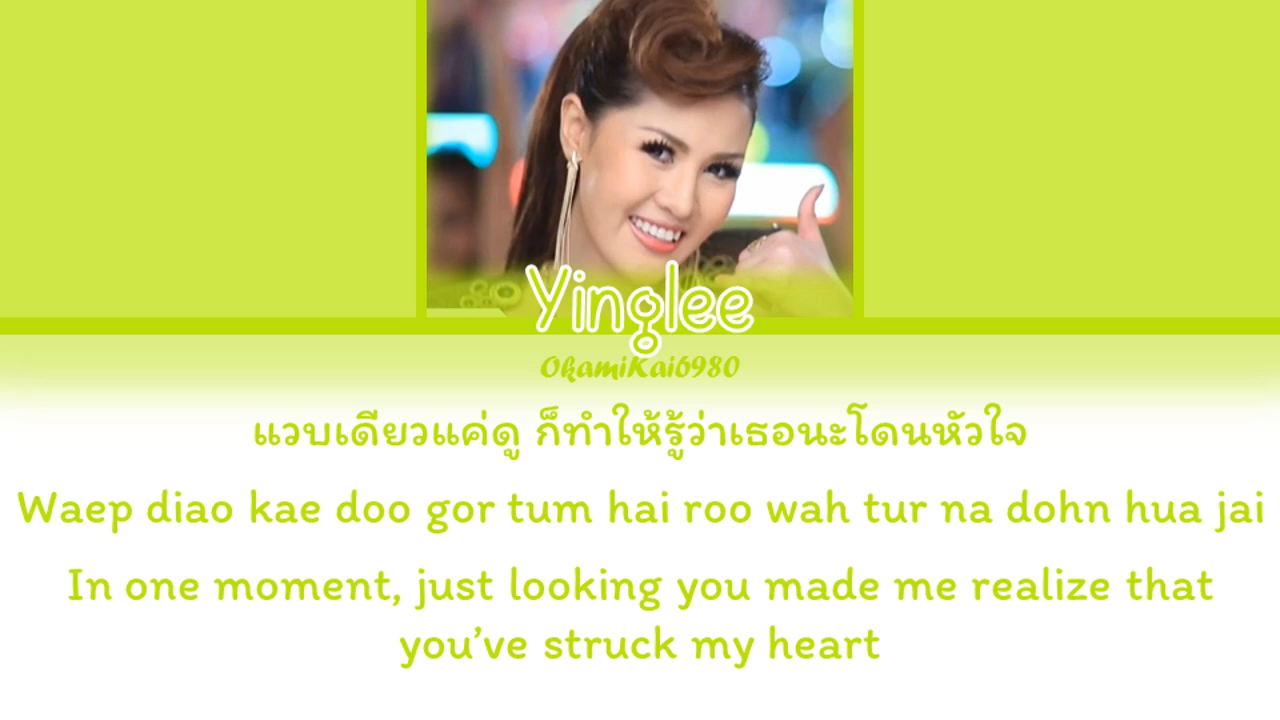 Yinglee
OkamiKai6980
แวบเดียวแค่ดู ก็ทำให้รู้ว่าเธอนะโดนหัวใจ
Waep diao kae doo gor tum hai roo wah tur na dohn hua jai
In one moment, just looking you made me realize that
you’ve struck my heart